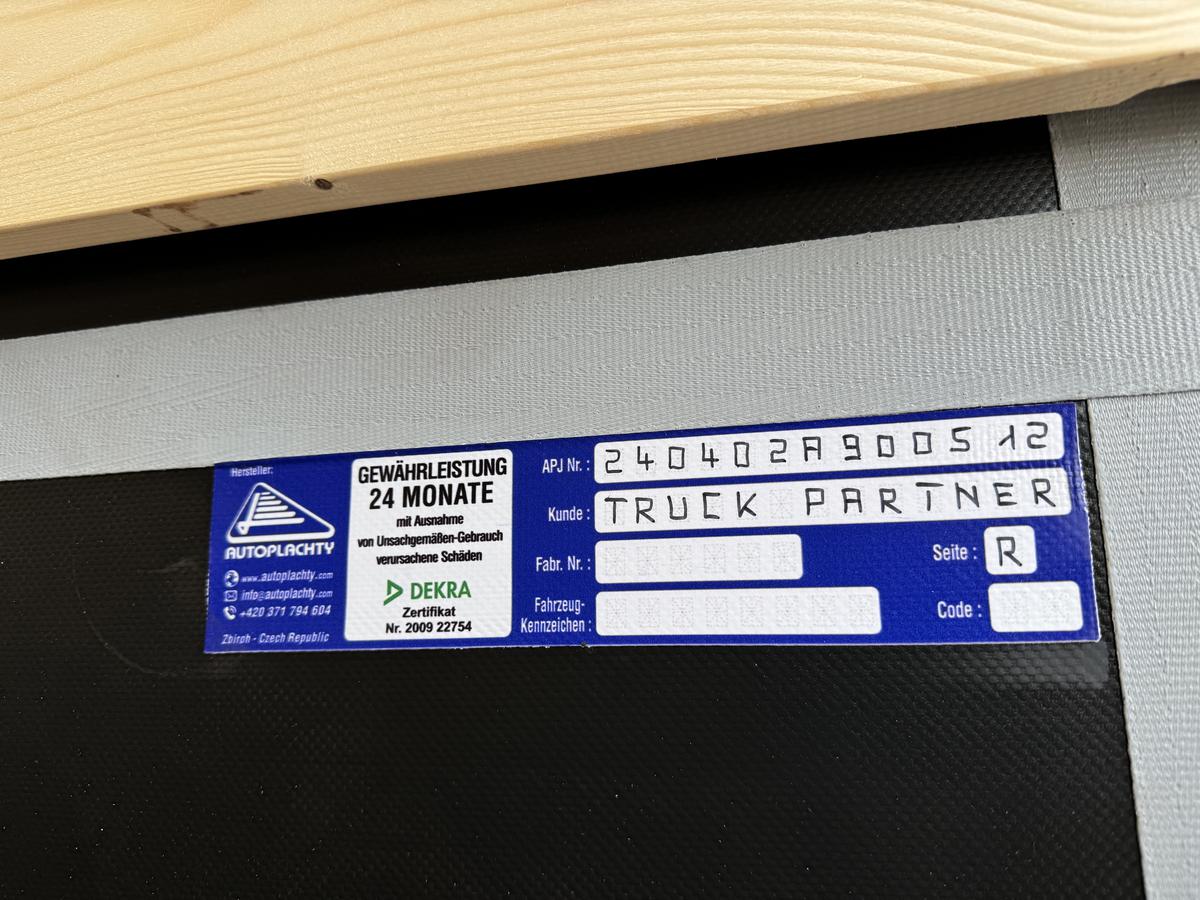 Hersteller:
AUTOPLACHTY
www.autoplachty.com
info@autoplachty.com
+420 371 794 604
Zbiroh - Czech Republic
GEWÄHRLEISTUNG
24 MONATE
mit Ausnahme
von Unsachgemäßen-Gebrauch
verursachene Schäden
DEKRA
Zertifikat
Nr. 2009 22754
APJ Nr.: 240402A900512
Kunde: TRUCK PARTNER
Fabr. Nr.:
Seite: R
Fahrzeug-
Kennzeichen:
Code: